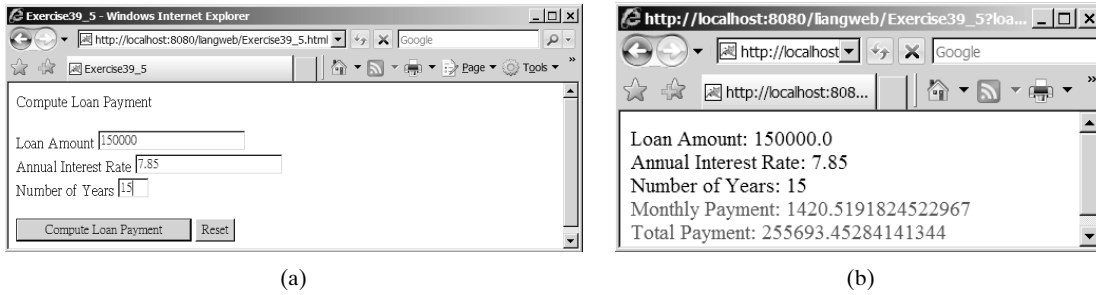 Exercise39_5 - Windows Internet Explorer
http://localhost:8080/liangweb/Exercise39_5.html
Google
Exercise39_5
Page
Tools
»
Compute Loan Payment
Loan Amount 150000
Annual Interest Rate 7.85
Number of Years 15
Compute Loan Payment Reset
(a)
http://localhost:8080/liangweb/Exercise39_5?loa...
http://localhost
Google
http://localhost:808...
»
Loan Amount: 150000.0
Annual Interest Rate: 7.85
Number of Years: 15
Monthly Payment: 1420.5191824522967
Total Payment: 255693.45284141344
(b)